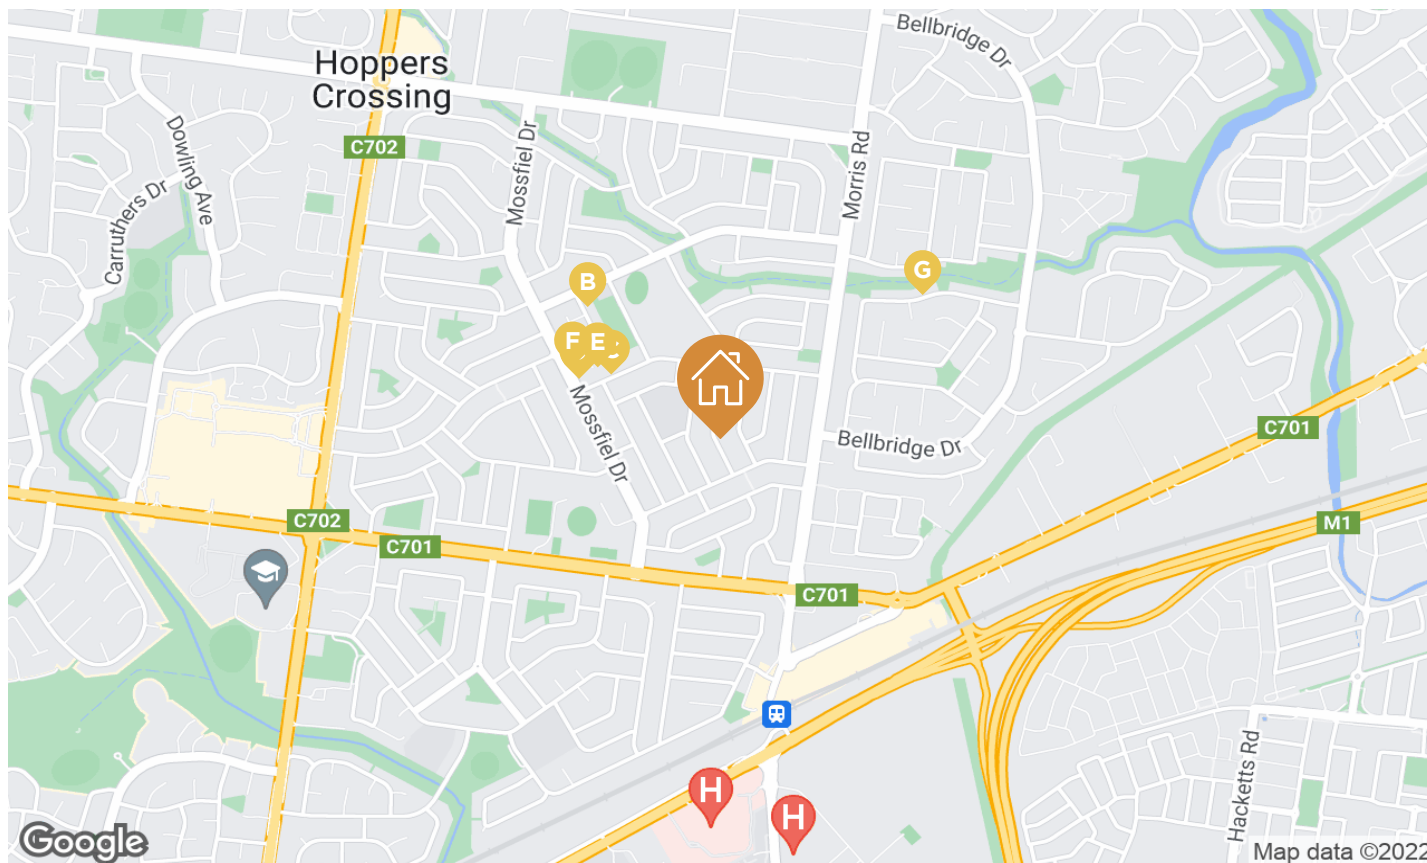 Bellbridge Dr
Hoppers
Crossing
C702
Dowling Ave
Carruthers Dr
Mossfiel Dr
Morris Rd
B
G
F
E
Mossfiel Dr
Bellbridge Dr
C701
C702
C701
M1
C701
H
H
Hacketts Rd
Google
Map data ©2022